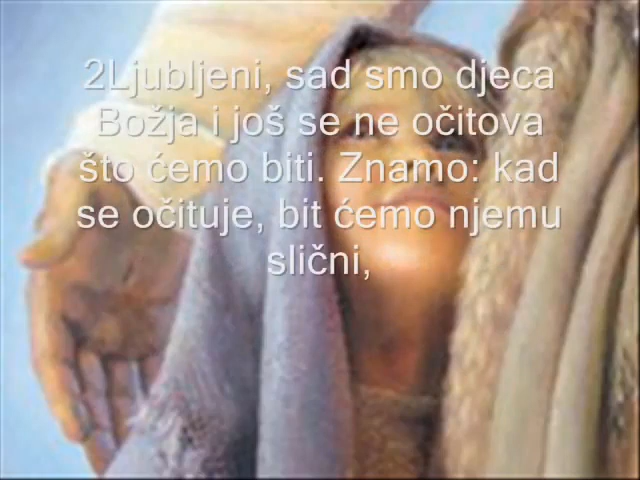 2Ljubljeni, sad smo djeca
Božja i još se ne očitova
što ćemo biti. Znamo: kad
se očituje, bit ćemo njemu
slični,